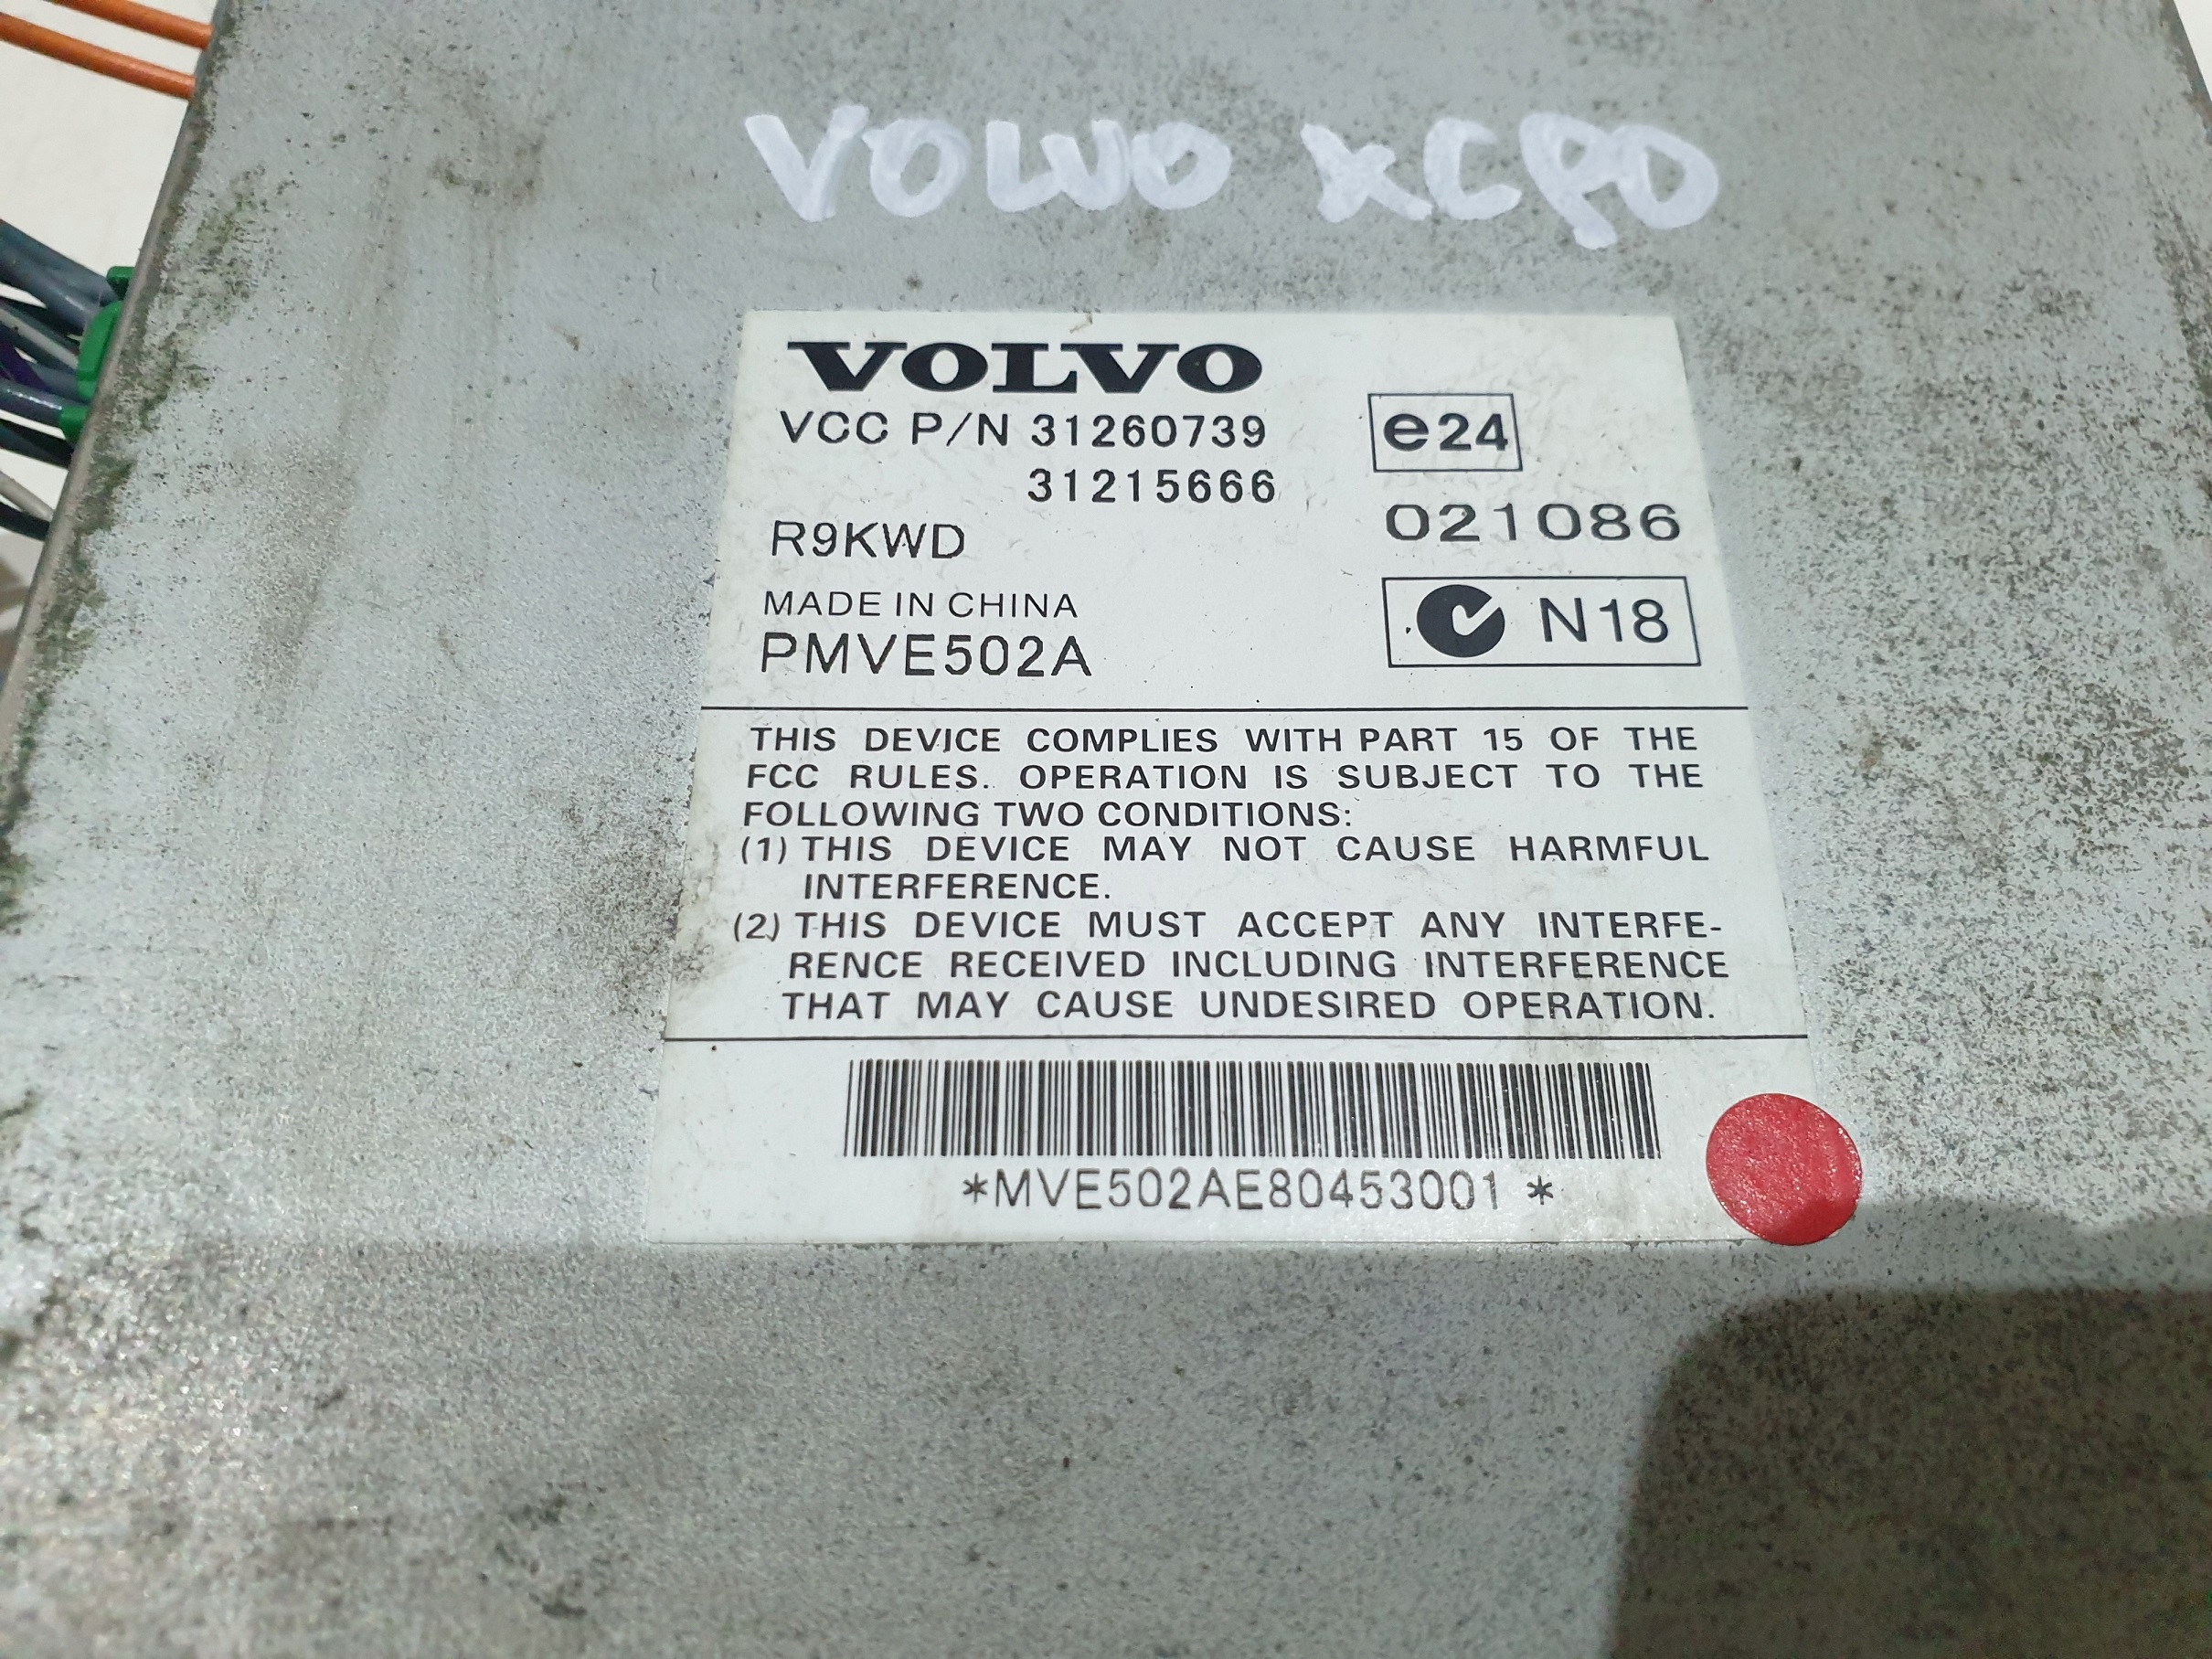 VOLVO XC90
VOLVO
VCC P/N 31260739
31215666
e24
021086
R9KWD
N18
MADE IN CHINA
PMVE502A
THIS DEVICE COMPLIES WITH PART 15 OF THE
FCC RULES. OPERATION IS SUBJECT TO THE
FOLLOWING TWO CONDITIONS:
(1) THIS DEVICE MAY NOT CAUSE HARMFUL
INTERFERENCE.
(2) THIS DEVICE MUST ACCEPT ANY INTERFE-
RENCE RECEIVED INCLUDING INTERFERENCE
THAT MAY CAUSE UNDESIRED OPERATION.
*MVE502AE80453001 *